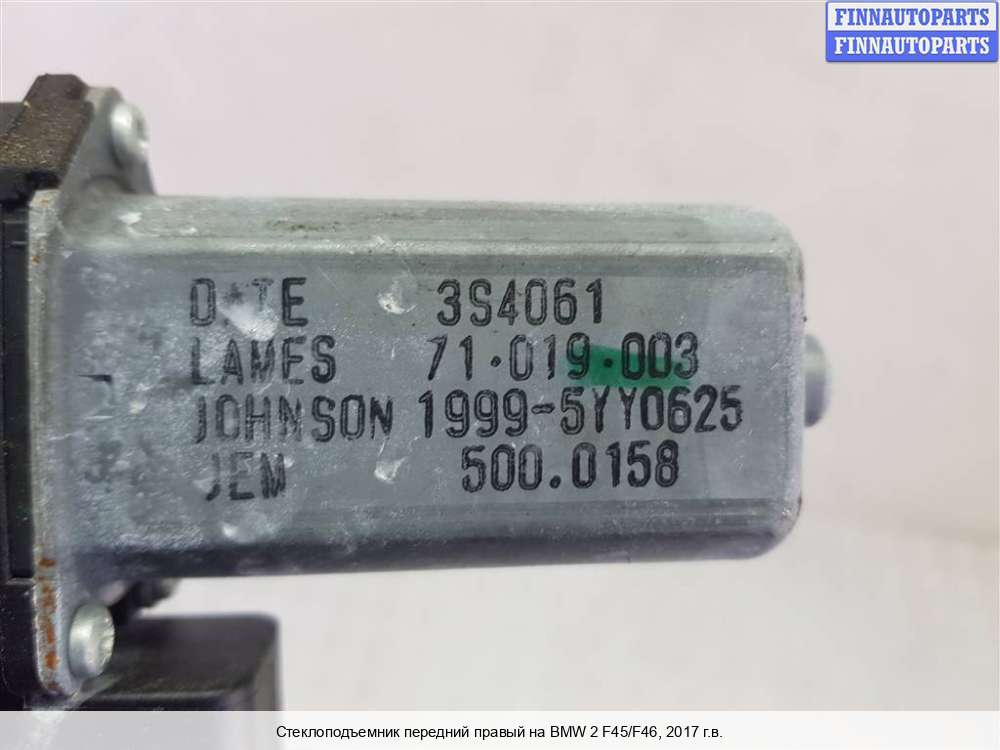 FINNAUTOPARTS
FINNAUTOPARTS
DATE 3S4061
LAMES 71.019.003
JOHNSON 1999-5YY0625
JEM 500.0158
Стеклоподъемник передний правый на BMW 2 F45/F46, 2017 г.в.